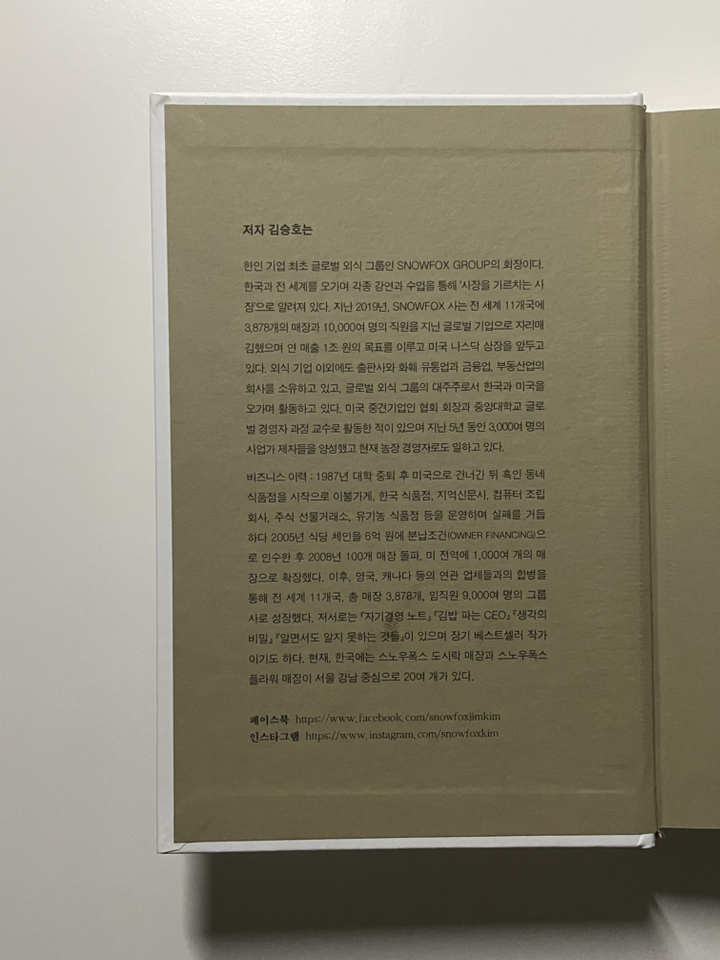 저자 김승호는
한인 기업 최초 글로벌 외식 그룹인 SNOWFOX GROUP의 회장이다.
한국과 전 세계를 오가며 각종 강연과 수업을 통해 '사장을 가르치는 사
장'으로 알려져 있다. 지난 2019년, SNOWFOX 사는 전 세계 11개국에
3,878개의 매장과 10,000여 명의 직원을 지닌 글로벌 기업으로 자리매
김했으며 연 매출 1조 원의 목표를 이루고 미국 나스닥 상장을 앞두고
있다. 외식 기업 이외에도 출판사와 화훼 유통업과 금융업, 부동산업의
회사를 소유하고 있고, 글로벌 외식 그룹의 대주주로서 한국과 미국을
오가며 활동하고 있다. 미국 중견기업인 협회 회장과 중앙대학교 글로
벌 경영자 과정 교수로 활동한 적이 있으며 지난 5년 동안 3,000여 명의
사업가 제자들을 양성했고 현재 농장 경영자로도 일하고 있다.
비즈니스 이력 : 1987년 대학 중퇴 후 미국으로 건너간 뒤 흑인 동네
식품점을 시작으로 이불가게, 한국 식품점, 지역신문사, 컴퓨터 조립
회사, 주식 선물거래소, 유기농 식품점 등을 운영하며 실패를 거듭
하다 2005년 식당 체인을 6억 원에 분납조건(OWNER FINANCING)으
로 인수한 후 2008년 100개 매장 돌파, 미 전역에 1,000여 개의 매
장으로 확장했다. 이후, 영국, 캐나다 등의 연관 업체들과의 합병을
통해 전 세계 11개국, 총 매장 3,878개, 임직원 9,000여 명의 그룹
사로 성장했다. 저서로는 『자기경영 노트』 『김밥 파는 CEO』 『생각의
비밀』 『알면서도 알지 못하는 것들』이 있으며 장기 베스트셀러 작가
이기도 하다. 현재, 한국에는 스노우폭스 도시락 매장과 스노우폭스
플라워 매장이 서울 강남 중심으로 20여 개가 있다.
페이스북 https://www.facebook.com/snowfoxjimkim
인스타그램 https://www.instagram.com/snowfoxkim